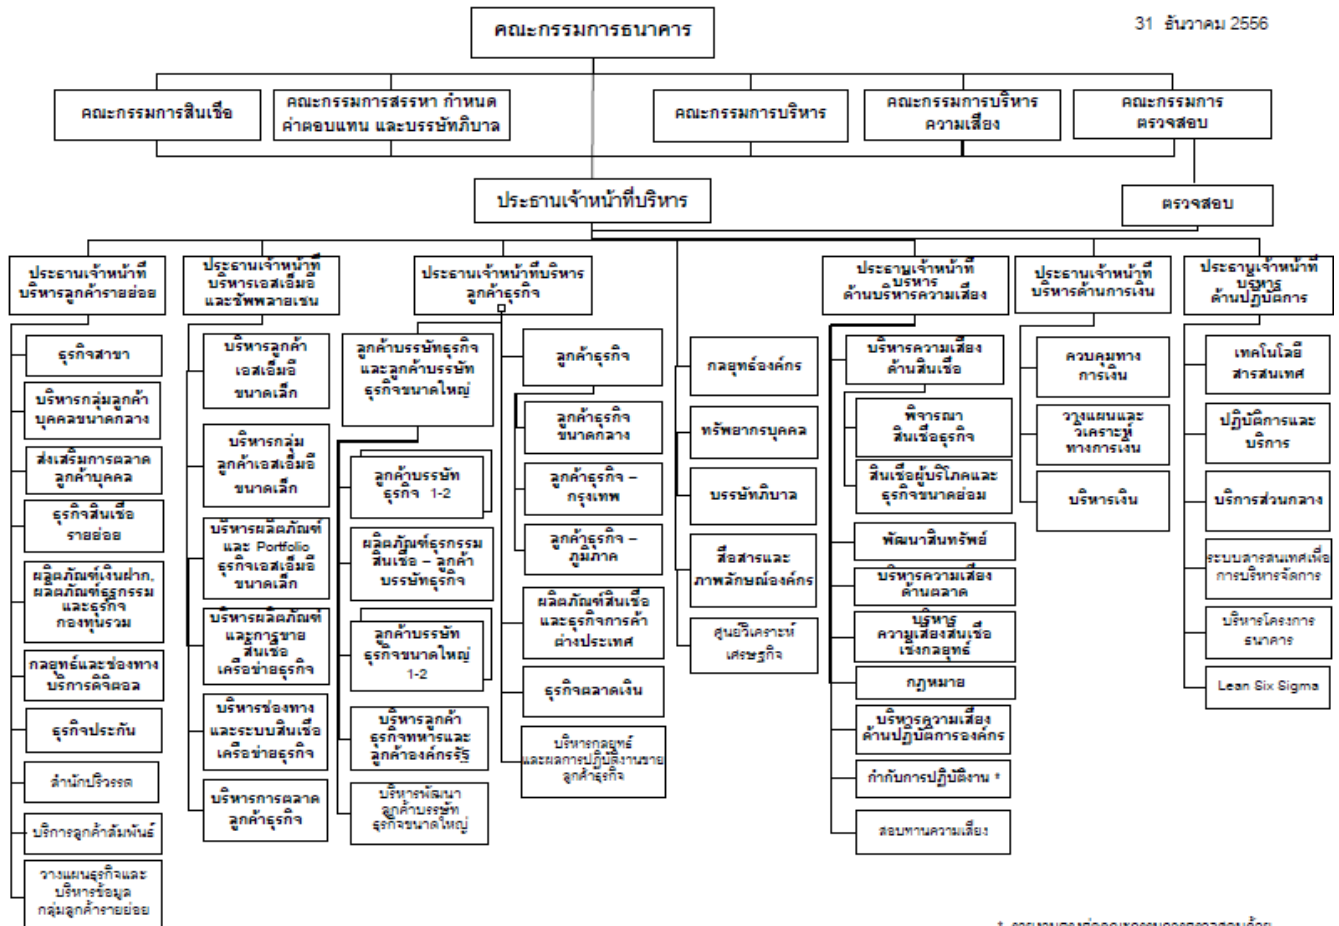 คณะกรรมการธนาคาร
31 ธันวาคม 2556
คณะกรรมการสินเชื่อ
คณะกรรมการสรรหา กำหนด
ค่าตอบแทน และบรรษัทภิบาล
คณะกรรมการบริหาร
คณะกรรมการบริหาร
ความเสี่ยง
คณะกรรมการ
ตรวจสอบ
ประธานเจ้าหน้าที่บริหาร
ตรวจสอบ
ประธานเจ้าหน้าที่
บริหารลูกค้ารายย่อย
ธุรกิจสาขา
บริหารกลุ่มลูกค้า
บุคคลขนาดกลาง
ส่งเสริมการตลาด
ลูกค้าบุคคล
ธุรกิจสินเชื่อ
รายย่อย
ผลิตภัณฑ์เงินฝาก,
ผลิตภัณฑ์ธุรกรรม
และธุรกิจ
กองทุนรวม
กลยุทธ์และช่องทาง
บริการดิจิตอล
ธุรกิจประกัน
สำนักปริวรรต
บริการลูกค้าสัมพันธ์
วางแผนธุรกิจและ
บริหารข้อมูล
กลุ่มลูกค้ารายย่อย
ประธานเจ้าหน้าที่
บริหารเอสเอ็มอี
และซัพพลายเชน
บริหารลูกค้า
เอสเอ็มอี
ขนาดเล็ก
บริหารกลุ่ม
ลูกค้าเอสเอ็มอี
ขนาดเล็ก
บริหารผลิตภัณฑ์
และ Portfolio
ธุรกิจเอสเอ็มอี
ขนาดเล็ก
บริหารผลิตภัณฑ์
และการขาย
สินเชื่อ
เครือข่ายธุรกิจ
บริหารช่องทาง
และระบบสินเชื่อ
เครือข่ายธุรกิจ
บริหารการตลาด
ลูกค้าธุรกิจ
ประธานเจ้าหน้าที่บริหาร
ลูกค้าธุรกิจ
ลูกค้าบรรษัทธุรกิจ
และลูกค้าบรรษัท
ธุรกิจขนาดใหญ่
ลูกค้าบรรษัท
ธุรกิจ 1-2
ผลิตภัณฑ์ธุรกรรม
สินเชื่อ – ลูกค้า
บรรษัทธุรกิจ
ลูกค้าบรรษัท
ธุรกิจขนาดใหญ่
1-2
บริหารลูกค้า
ธุรกิจทหารและ
ลูกค้าองค์กรรัฐ
บริหารพัฒนา
ลูกค้าบรรษัท
ธุรกิจขนาดใหญ่
ลูกค้าธุรกิจ
ลูกค้าธุรกิจ
ขนาดกลาง
ลูกค้าธุรกิจ –
กรุงเทพ
ลูกค้าธุรกิจ –
ภูมิภาค
ผลิตภัณฑ์สินเชื่อ
และธุรกิจการค้า
ต่างประเทศ
ธุรกิจตลาดเงิน
บริหารกลยุทธ์
และผลการปฏิบัติงานขาย
ลูกค้าธุรกิจ
กลยุทธ์องค์กร
ทรัพยากรบุคคล
บรรษัทภิบาล
สื่อสารและ
ภาพลักษณ์องค์กร
ศูนย์วิเคราะห์
เศรษฐกิจ
ประธานเจ้าหน้าที่
บริหาร
ด้านบริหารความเสี่ยง
บริหารความเสี่ยง
ด้านสินเชื่อ
พิจารณา
สินเชื่อธุรกิจ
สินเชื่อผู้บริโภคและ
ธุรกิจขนาดย่อม
พัฒนาสินทรัพย์
บริหารความเสี่ยง
ด้านตลาด
บริหาร
ความเสี่ยงสินเชื่อ
เชิงกลยุทธ์
กฎหมาย
บริหารความเสี่ยง
ด้านปฏิบัติการองค์กร
กำกับการปฏิบัติงาน *
สอบทานความเสี่ยง
ประธานเจ้าหน้าที่
บริหารด้านการเงิน
ควบคุมทาง
การเงิน
วางแผนและ
วิเคราะห์
ทางการเงิน
บริหารเงิน
ประธานเจ้าหน้าที่
บริหาร
ด้านปฏิบัติการ
เทคโนโลยี
สารสนเทศ
ปฏิบัติการและ
บริการ
บริการส่วนกลาง
ระบบสารสนเทศเพื่อ
การบริหารจัดการ
บริหารโครงการ
ธนาคาร
Lean Six Sigma